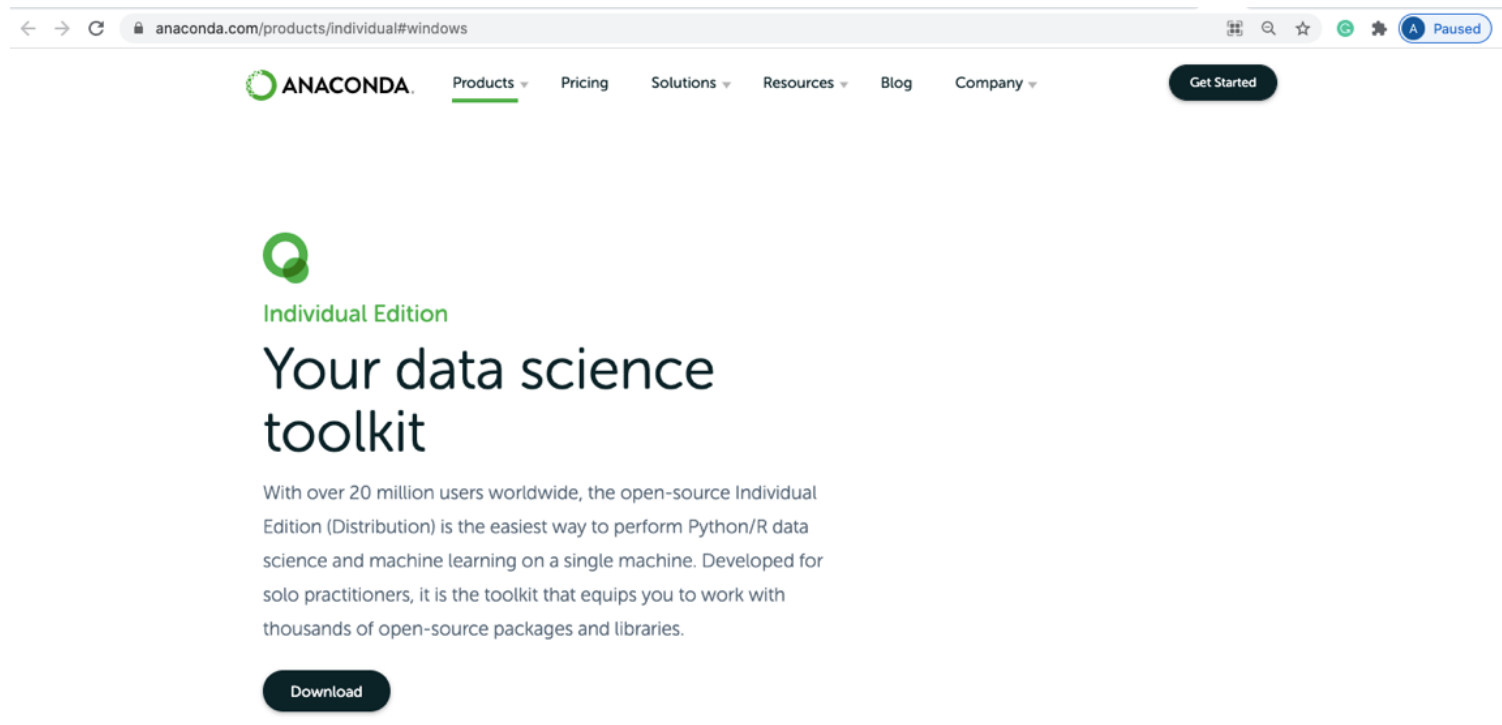 anaconda.com/products/individual#windows
A Paused
ANACONDA. Products Pricing Solutions Resources Blog Company Get Started
Individual Edition
Your data science
toolkit
With over 20 million users worldwide, the open-source Individual
Edition (Distribution) is the easiest way to perform Python/R data
science and machine learning on a single machine. Developed for
solo practitioners, it is the toolkit that equips you to work with
thousands of open-source packages and libraries.
Download